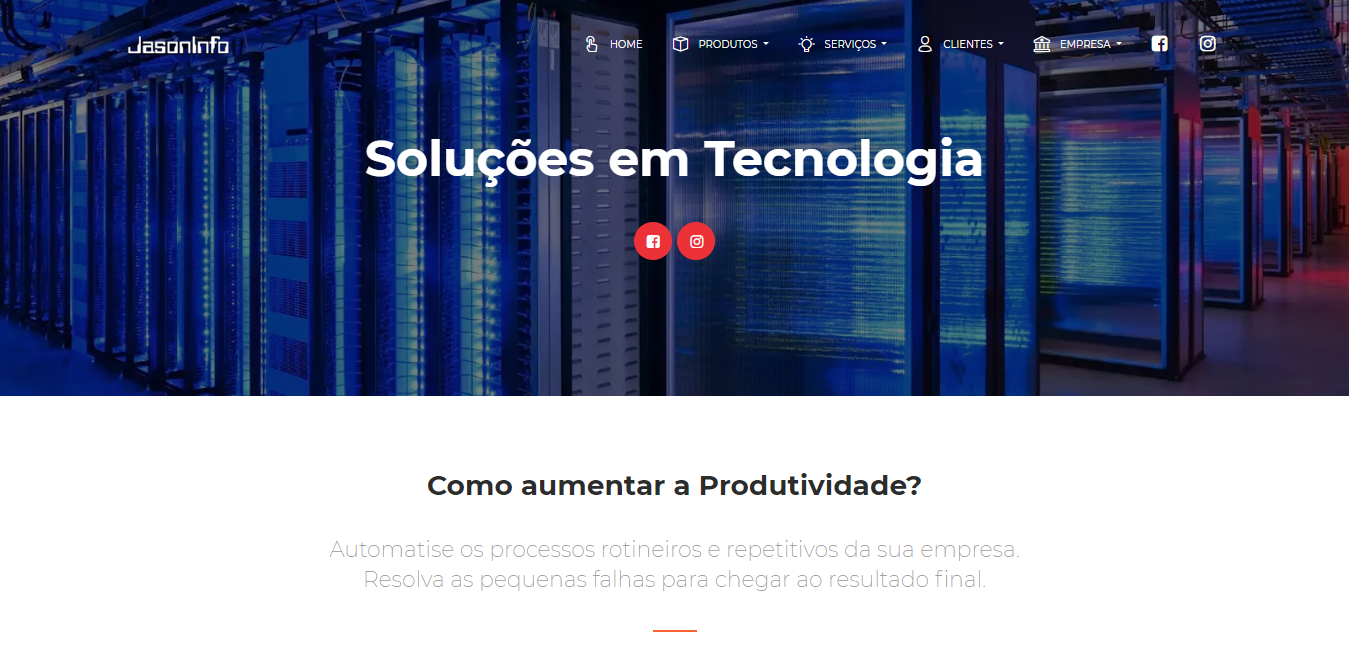 JasonInfo
HOME PRODUTOS SERVIÇOS CLIENTES EMPRESA
Soluções em Tecnologia
Como aumentar a Produtividade?
Automatise os processos rotineiros e repetitivos da sua empresa.
Resolva as pequenas falhas para chegar ao resultado final.